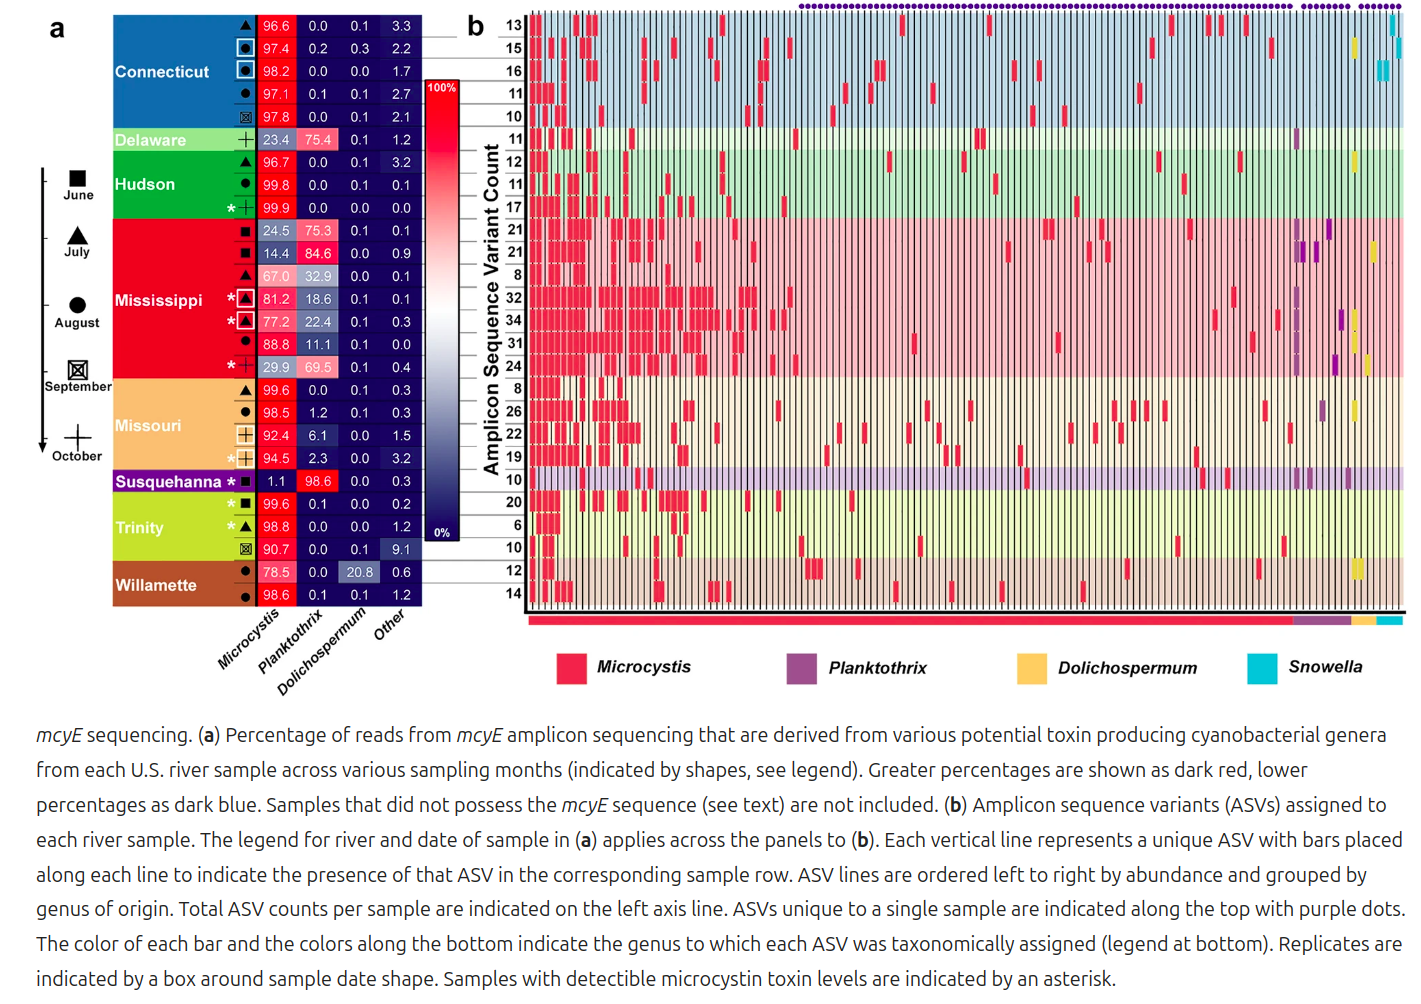 a
b
Connecticut
Delaware
Hudson
Mississippi
Missouri
Susquehanna
Trinity
Willamette
June
July
August
September
October
96.6 0.0 0.1 3.3
97.4 0.2 0.3 2.2
98.2 0.0 0.0 1.7
97.1 0.1 0.1 2.7
97.8 0.0 0.1 2.1
23.4 75.4 0.1 1.2
96.7 0.0 0.1 3.2
99.8 0.0 0.1 0.1
* 99.9 0.0 0.0 0.0
24.5 75.3 0.1 0.1
14.4 84.6 0.0 0.9
67.0 32.9 0.0 0.1
* 81.2 18.6 0.1 0.1
* 77.2 22.4 0.1 0.3
88.8 11.1 0.1 0.0
* 29.9 69.5 0.1 0.4
99.6 0.0 0.1 0.3
98.5 1.2 0.1 0.3
92.4 6.1 0.0 1.5
* 94.5 2.3 0.0 3.2
* 1.1 98.6 0.0 0.3
* 99.6 0.1 0.0 0.2
* 98.8 0.0 0.0 1.2
90.7 0.0 0.1 9.1
78.5 0.0 20.8 0.6
98.6 0.1 0.1 1.2
Microcystis
Planktothrix
Dolichospermum
Other
100%
0%
Amplicon Sequence Variant Count
13
15
16
11
10
11
12
11
17
21
21
8
32
34
31
24
8
26
22
19
10
20
6
10
12
14
Microcystis
Planktothrix
Dolichospermum
Snowella
mcyE sequencing. (a) Percentage of reads from mcyE amplicon sequencing that are derived from various potential toxin producing cyanobacterial genera
from each U.S. river sample across various sampling months (indicated by shapes, see legend). Greater percentages are shown as dark red, lower
percentages as dark blue. Samples that did not possess the mcyE sequence (see text) are not included. (b) Amplicon sequence variants (ASVs) assigned to
each river sample. The legend for river and date of sample in (a) applies across the panels to (b). Each vertical line represents a unique ASV with bars placed
along each line to indicate the presence of that ASV in the corresponding sample row. ASV lines are ordered left to right by abundance and grouped by
genus of origin. Total ASV counts per sample are indicated on the left axis line. ASVs unique to a single sample are indicated along the top with purple dots.
The color of each bar and the colors along the bottom indicate the genus to which each ASV was taxonomically assigned (legend at bottom). Replicates are
indicated by a box around sample date shape. Samples with detectible microcystin toxin levels are indicated by an asterisk.